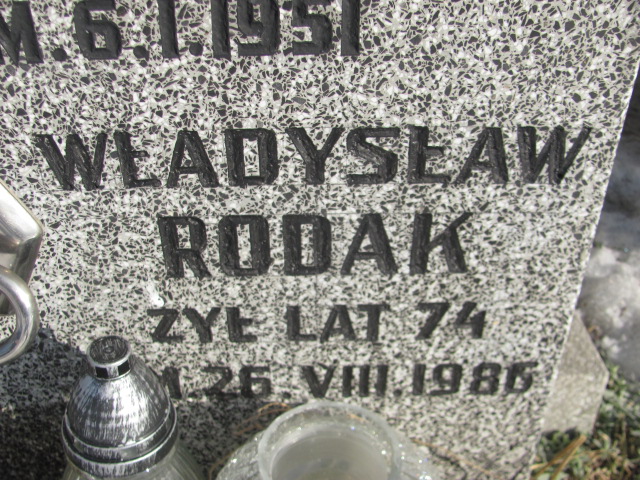 M.6.I.1951
WŁADYSŁAW
RODAK
ŻYŁ LAT 74
M.26.VIII.1986